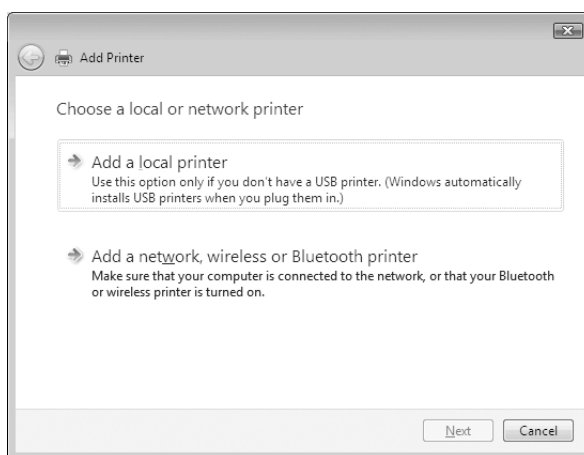 Add Printer
Choose a local or network printer
Add a local printer
Use this option only if you don't have a USB printer. (Windows automatically
installs USB printers when you plug them in.)
Add a network, wireless or Bluetooth printer
Make sure that your computer is connected to the network, or that your Bluetooth
or wireless printer is turned on.
Next
Cancel